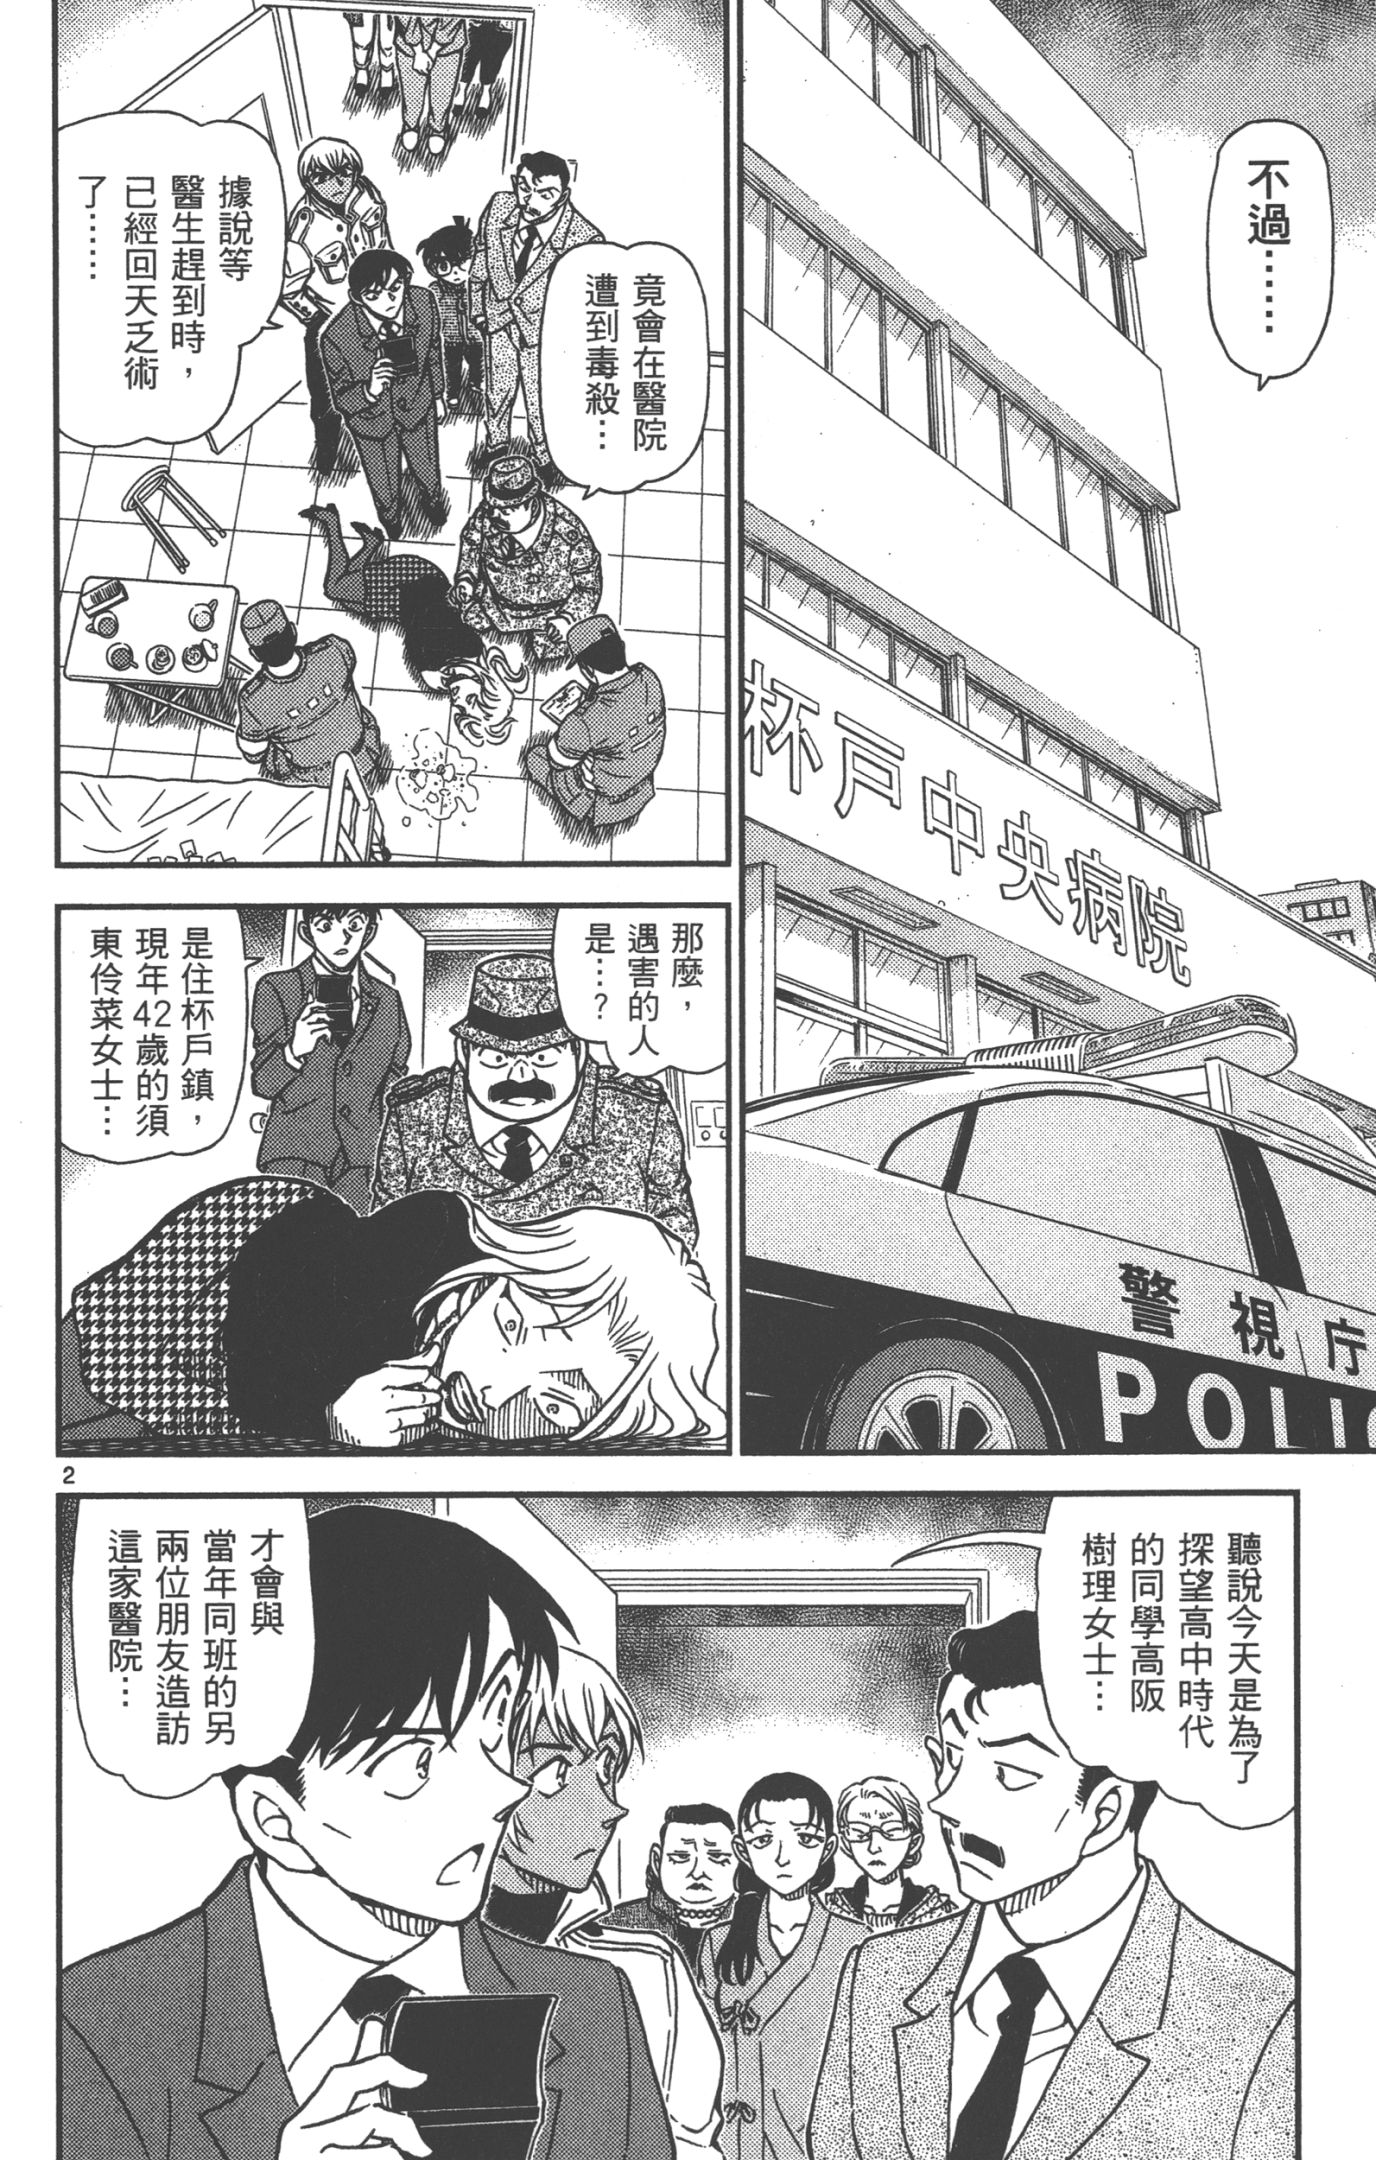 不過……
杯戸中央病院
警視庁
POLI
竟會在醫院
遭到毒殺…
據說等
醫生趕到時，
已經回天乏術
了……
那麼，
遇害的人
是…？
是住杯戶鎮，
現年42歲的須
東伶菜女士…
2
聽說今天是為了
探望高中時代
的同學高阪
樹理女士…
才會與
當年同班的另
兩位朋友造訪
這家醫院…